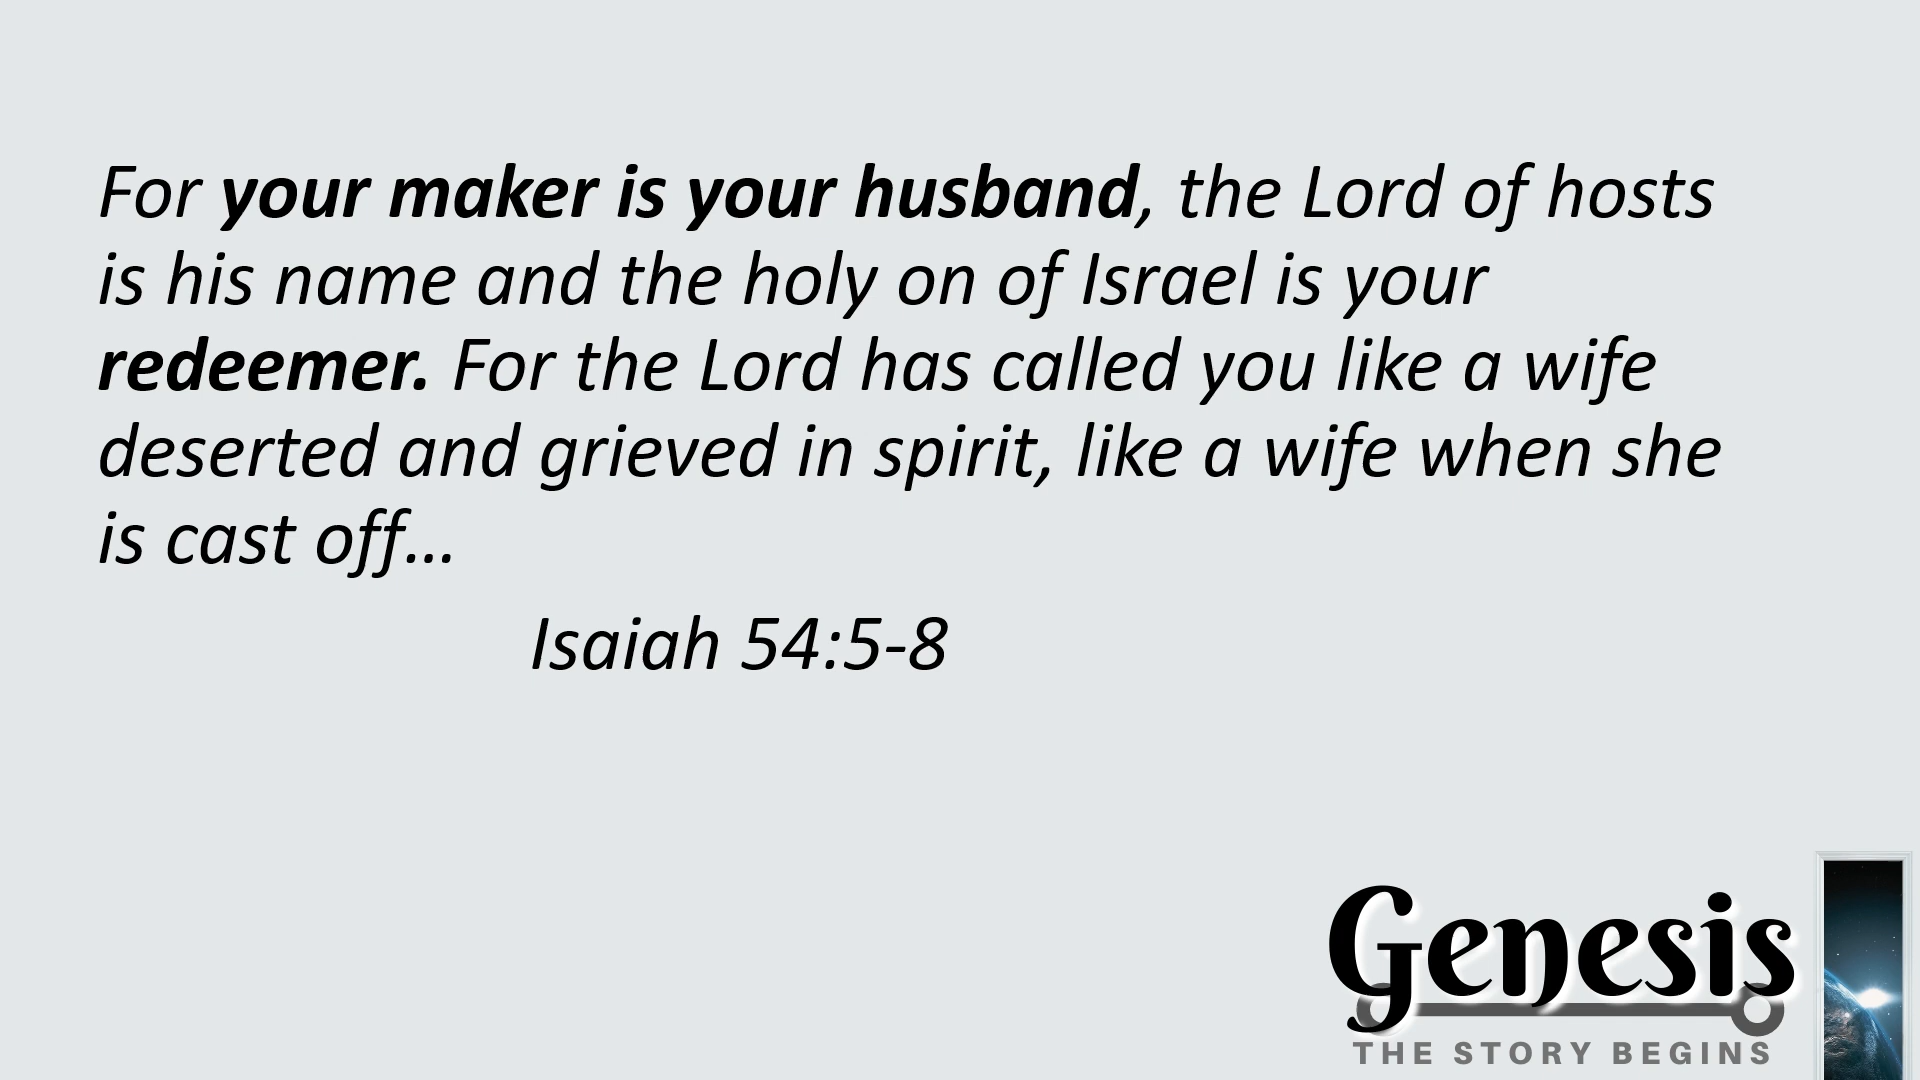 For your maker is your husband, the Lord of hosts
is his name and the holy on of Israel is your
redeemer. For the Lord has called you like a wife
deserted and grieved in spirit, like a wife when she
is cast off…
Isaiah 54:5-8
Genesis
THE STORY BEGINS